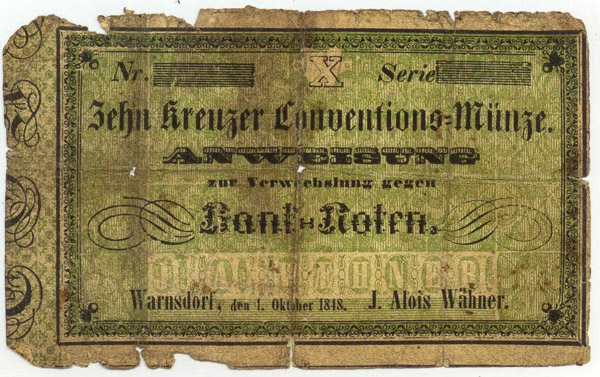 Nr. X Serie
Zehn Kreuzer Conventions-Münze.
ANWEISUNG
zur Verwechslung gegen
Bank-Noten.
Warnsdorf, den 1. Oktober 1848. J. Alois Wähner.